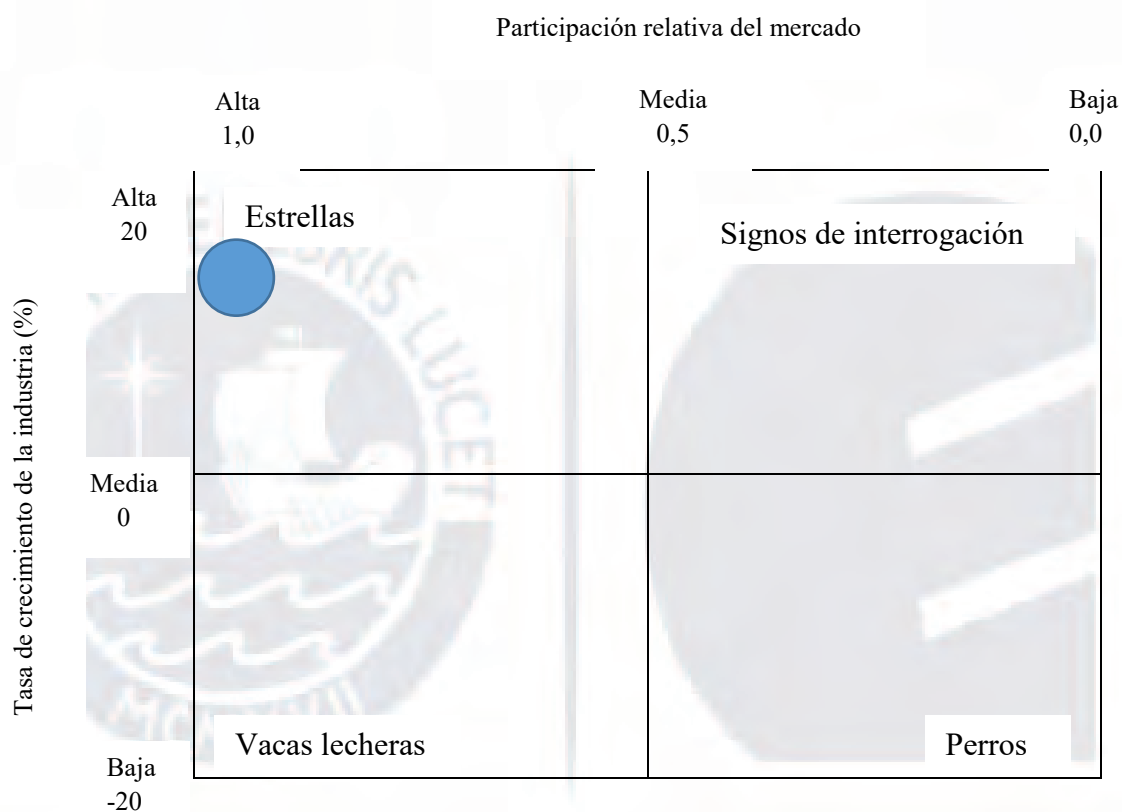 Participación relativa del mercado
Alta
1,0
Media
0,5
Baja
0,0
Alta
20
Estrellas
Signos de interrogación
Tasa de crecimiento de la industria (%)
Media
0
Vacas lecheras
Perros
Baja
-20
LUCET